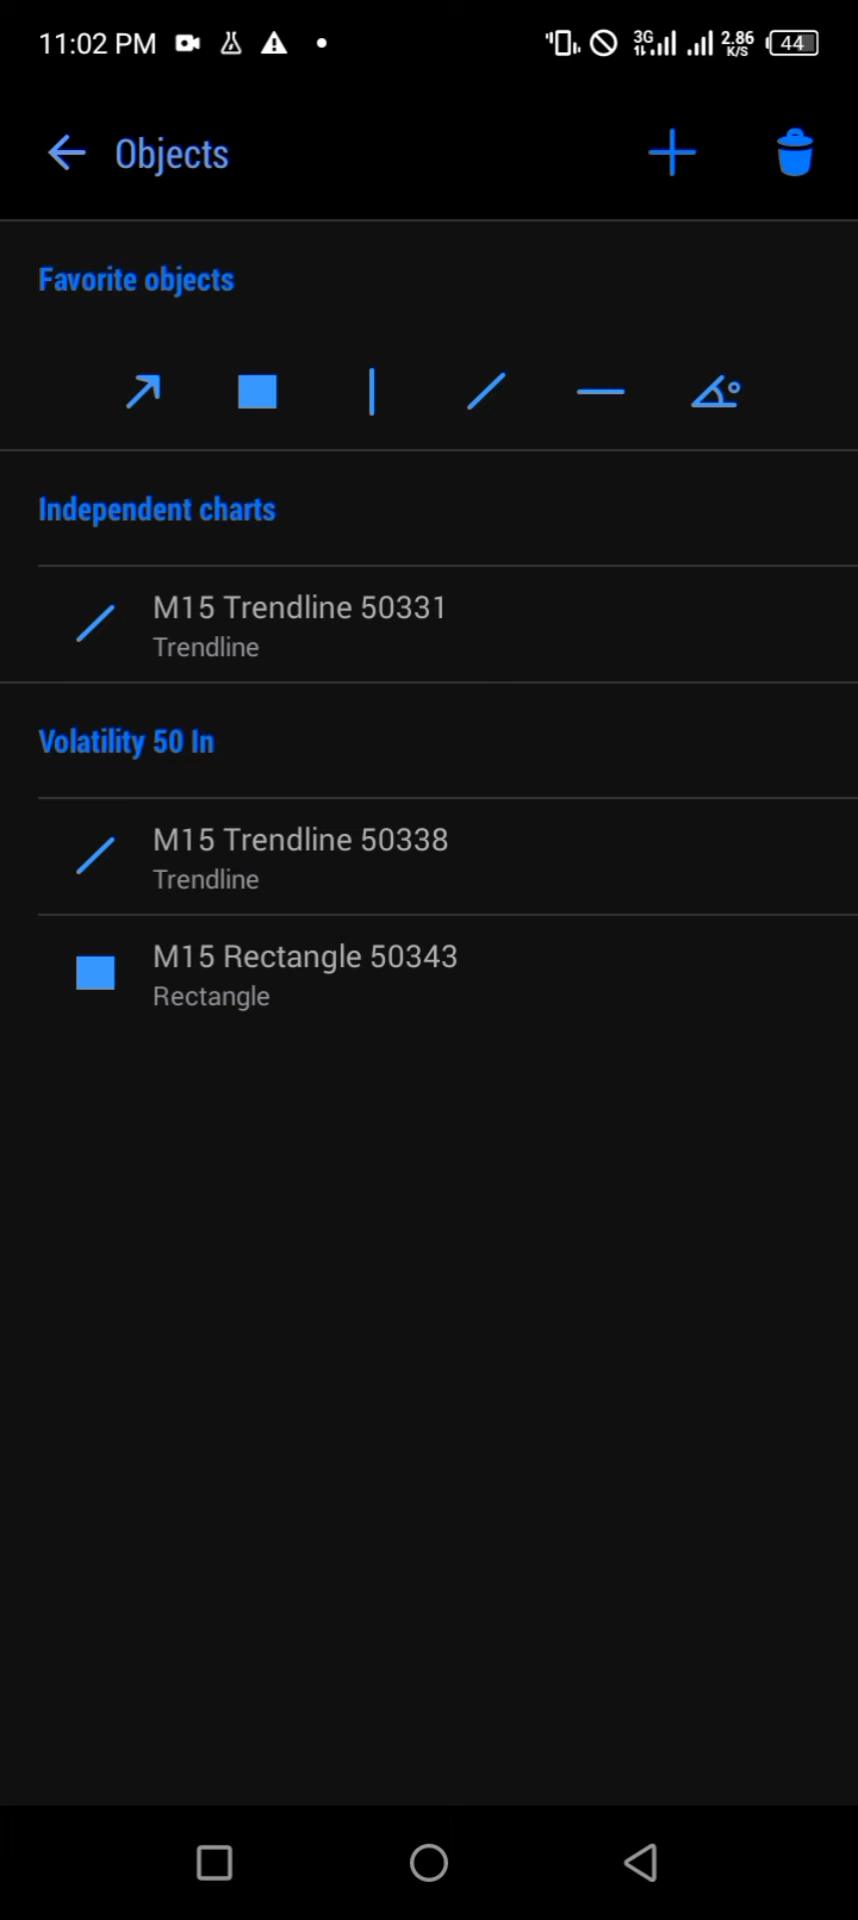 11:02 PM
3G
2.86
K/S
44
Objects
Favorite objects
Independent charts
M15 Trendline 50331
Trendline
Volatility 50 In
M15 Trendline 50338
Trendline
M15 Rectangle 50343
Rectangle